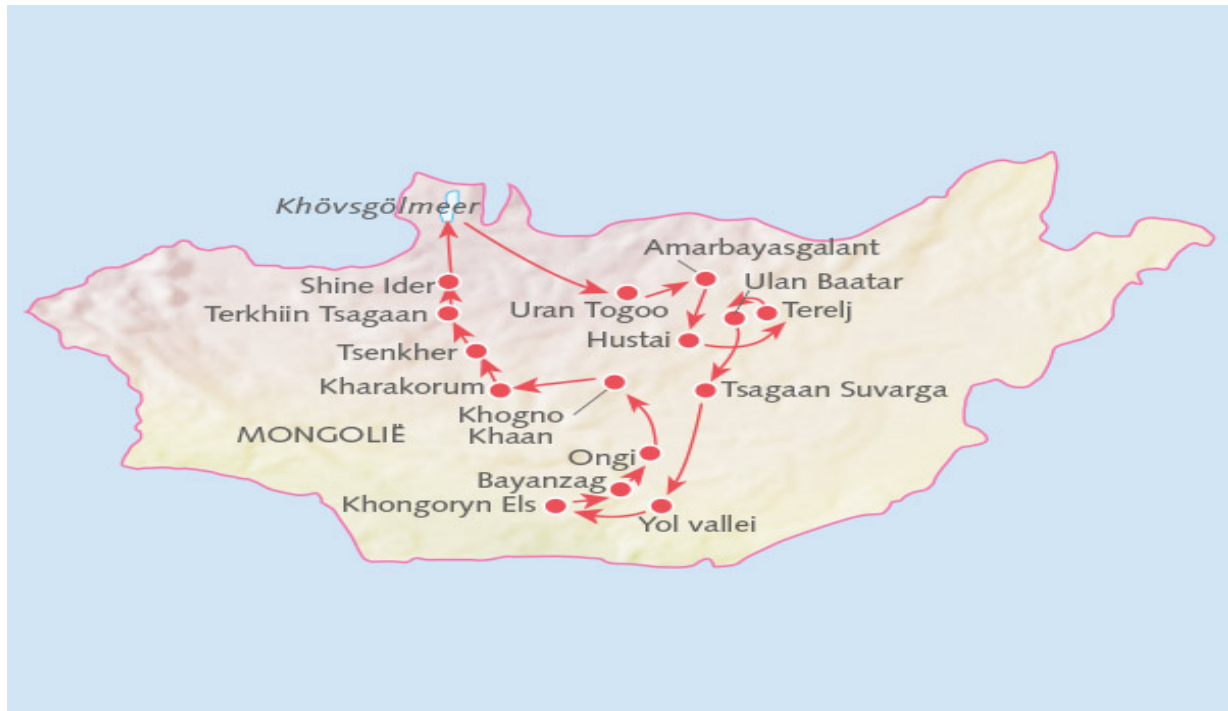 Khövsgölmeer
Amarbayasgalant
Shine Ider
Ulan Baatar
Terkhiin Tsagaan
Uran Togoo
Terelj
Hustai
Tsenkher
Kharakorum
Tsagaan Suvarga
Khogno
Khaan
MONGOLIË
Ongi
Bayanzag
Khongoryn Els
Yol vallei